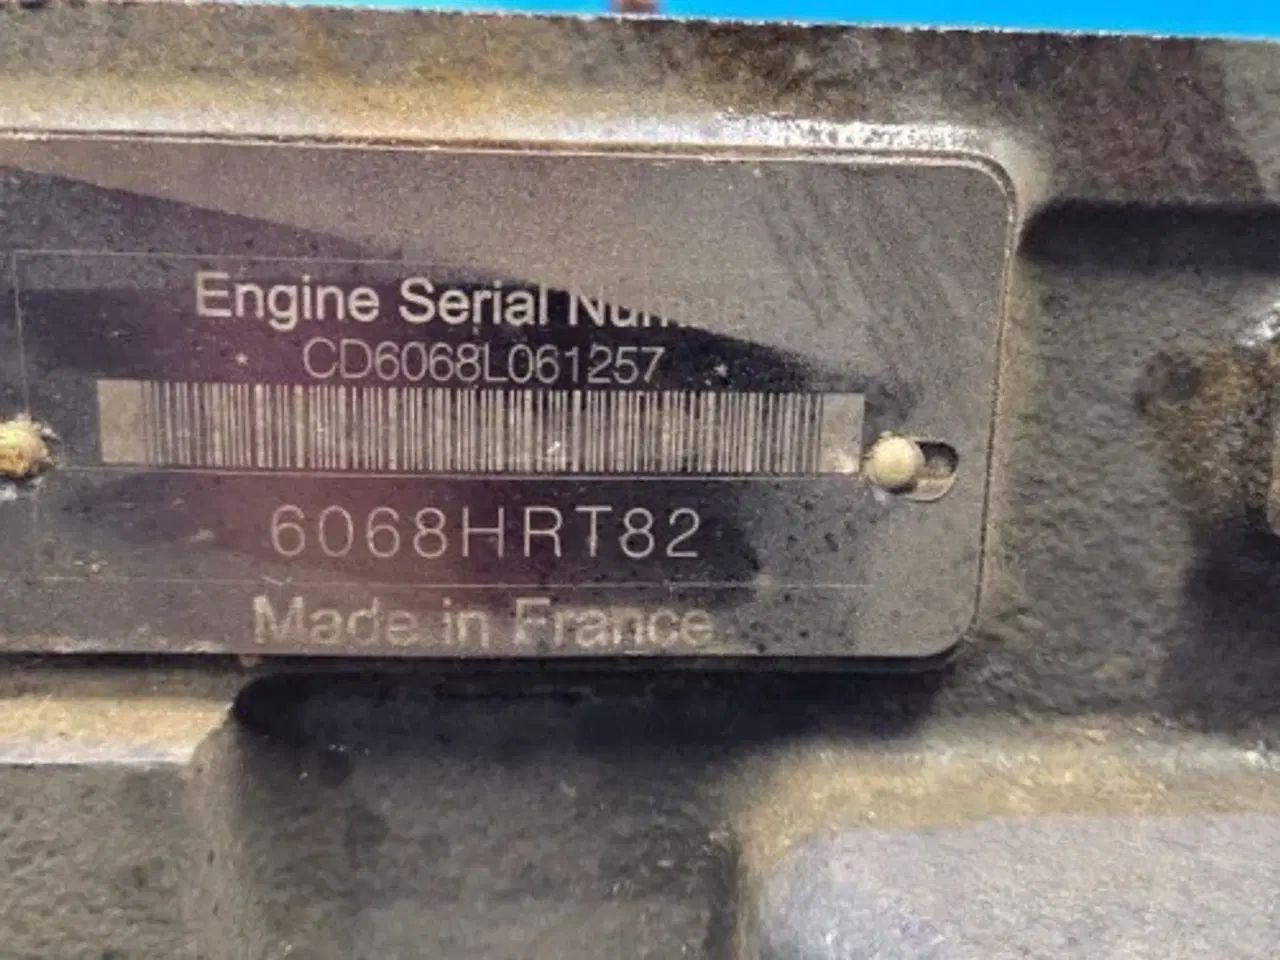 Engine Serial Num
* CD6068L061257 *
6068HRT82
Made in France